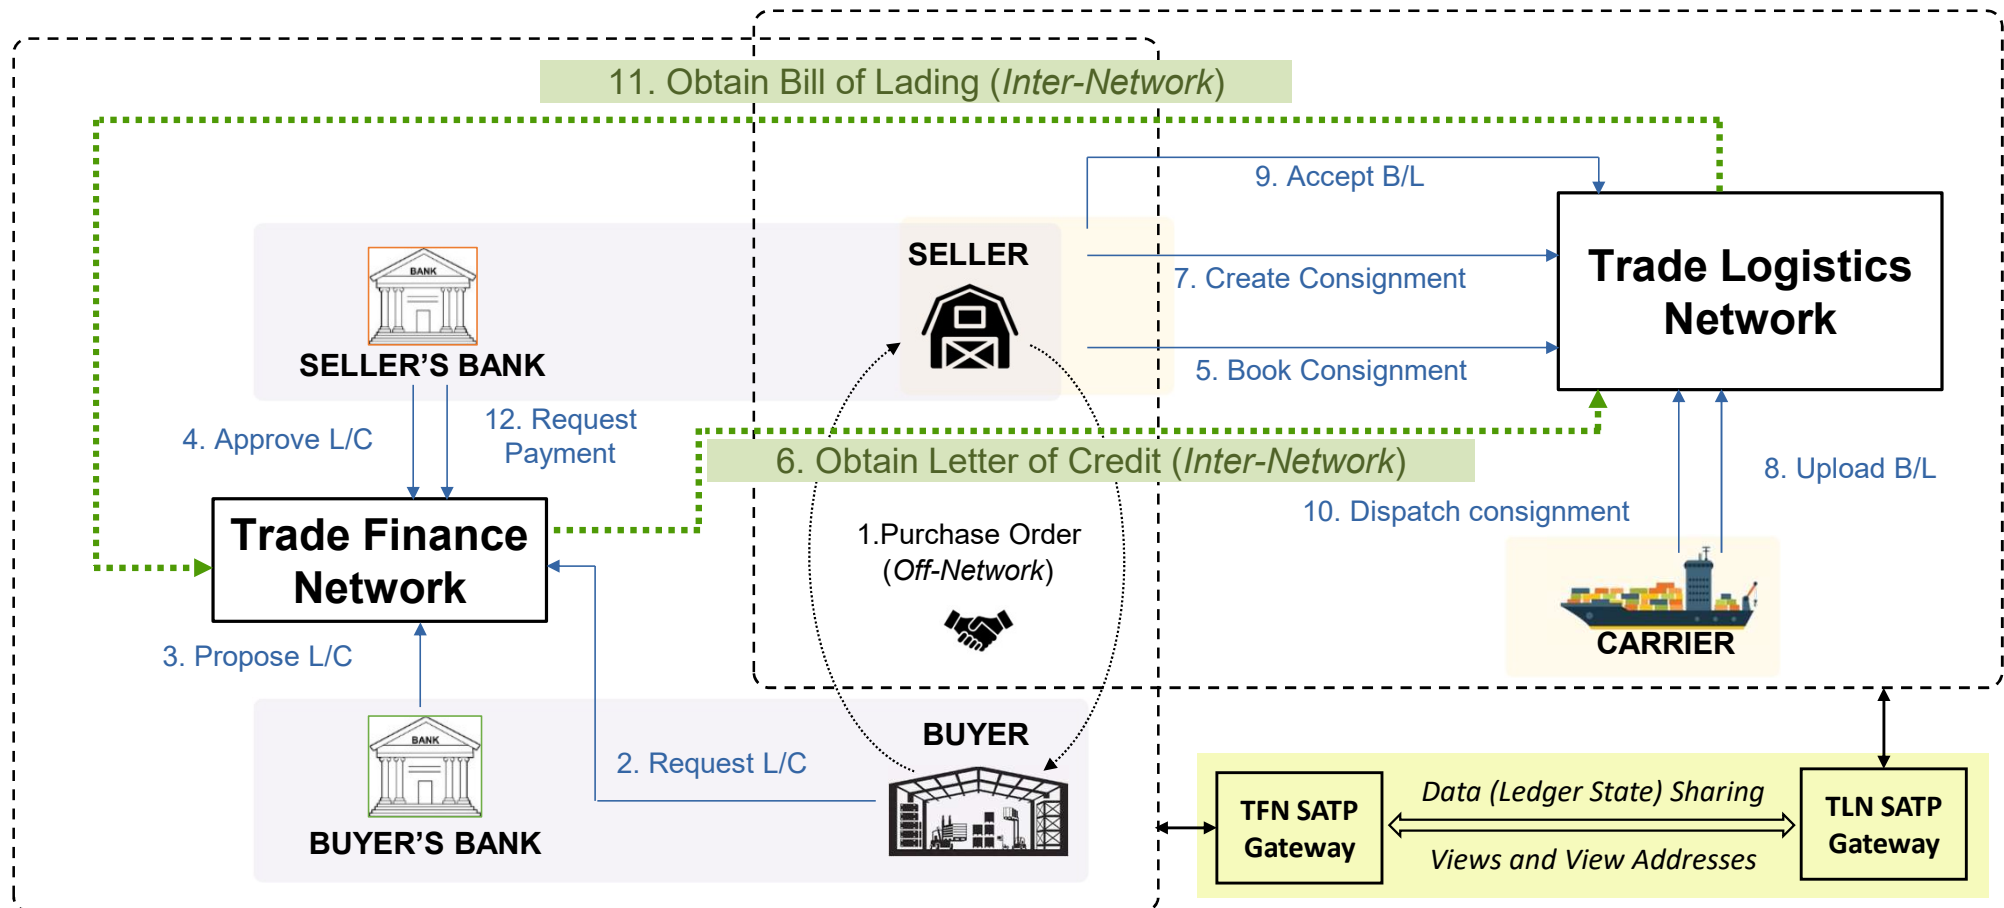 11. Obtain Bill of Lading (Inter-Network)
9. Accept B/L
SELLER
7. Create Consignment
Trade Logistics
Network
BANK
SELLER’S BANK
5. Book Consignment
4. Approve L/C
12. Request
Payment
6. Obtain Letter of Credit (Inter-Network)
8. Upload B/L
10. Dispatch consignment
Trade Finance
Network
1.Purchase Order
(Off-Network)
CARRIER
3. Propose L/C
BANK
BUYER’S BANK
2. Request L/C
BUYER
TFN SATP
Gateway
Data (Ledger State) Sharing
Views and View Addresses
TLN SATP
Gateway